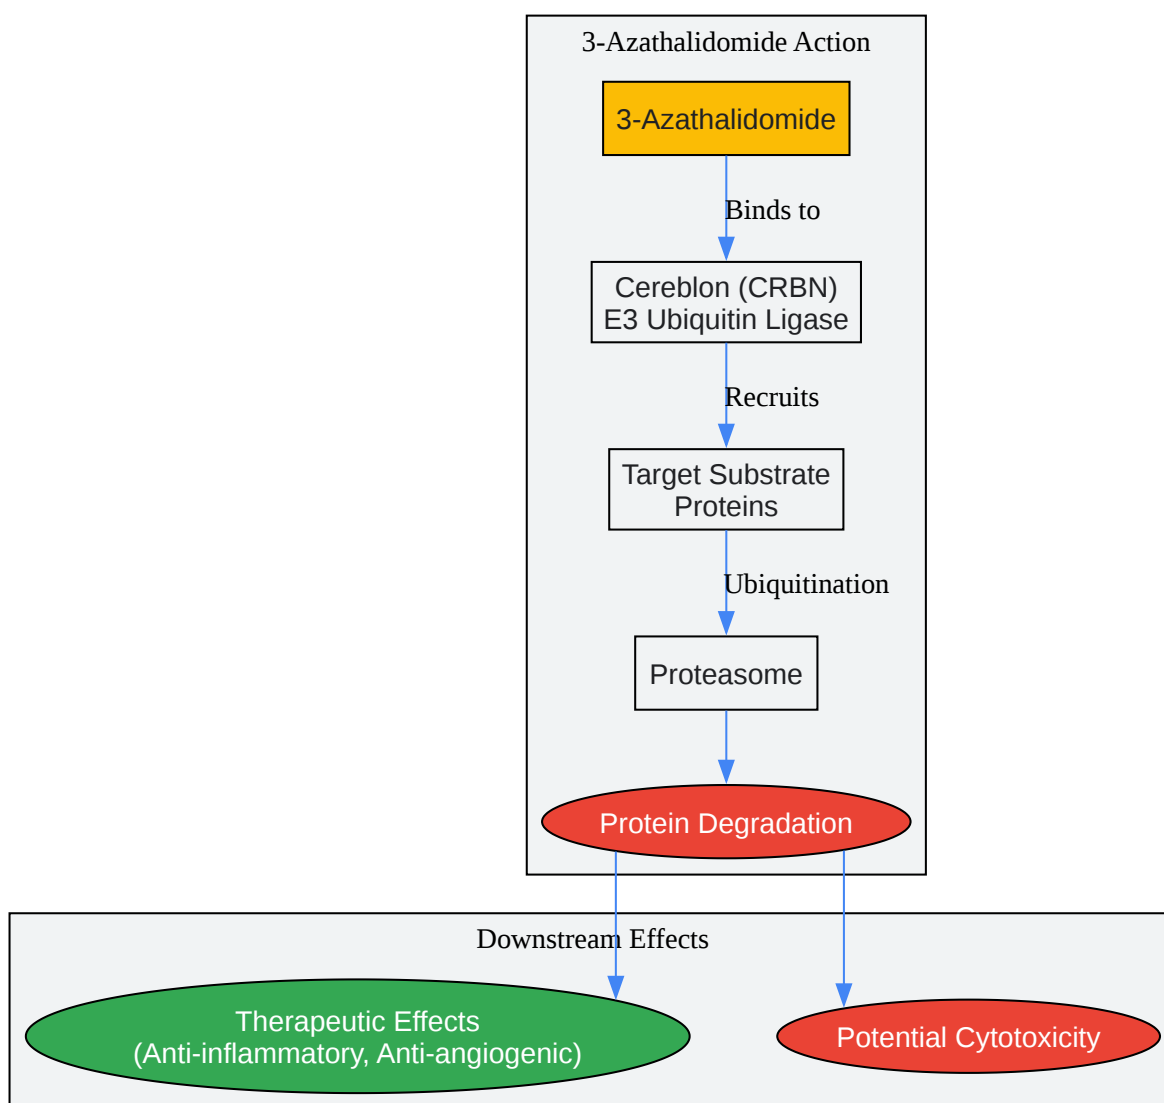 3-Azathalidomide Action
3-Azathalidomide
Binds to
Cereblon (CRBN)
E3 Ubiquitin Ligase
Recruits
Target Substrate
Proteins
Ubiquitination
Proteasome
Protein Degradation
Downstream Effects
Therapeutic Effects
(Anti-inflammatory, Anti-angiogenic)
Potential Cytotoxicity